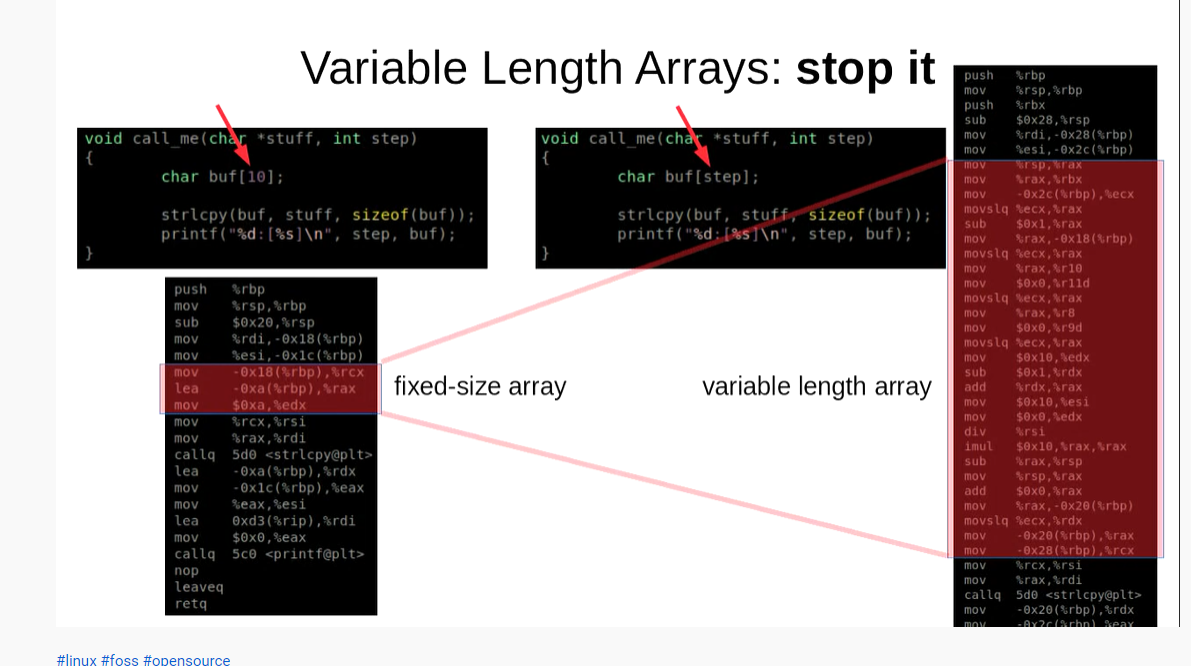 Variable Length Arrays: stop it
void call_me(char *stuff, int step)
{
char buf[10];
strlcpy(buf, stuff, sizeof(buf));
printf("%d:[%s]\n", step, buf);
}
void call_me(char *stuff, int step)
{
char buf[step];
strlcpy(buf, stuff, sizeof(buf));
printf("%d:[%s]\n", step, buf);
}
push %rbp
mov %rsp,%rbp
sub $0x20,%rsp
mov %rdi,-0x18(%rbp)
mov %esi,-0x1c(%rbp)
mov -0x18(%rbp),%rcx
lea -0xa(%rbp),%rax
mov $0xa,%edx
mov %rcx,%rsi
mov %rax,%rdi
callq 5d0 <strlcpy@plt>
lea -0xa(%rbp),%rdx
mov -0x1c(%rbp),%eax
mov %eax,%esi
lea 0xd3(%rip),%rdi
mov $0x0,%eax
callq 5c0 <printf@plt>
nop
leaveq
retq
fixed-size array
variable length array
push %rbp
mov %rsp,%rbp
push %rbx
sub $0x28,%rsp
mov %rdi,-0x28(%rbp)
mov %esi,-0x2c(%rbp)
mov %rsp,%rax
mov %rax,%rbx
mov -0x2c(%rbp),%ecx
movslq %ecx,%rax
sub $0x1,%rax
mov %rax,-0x18(%rbp)
movslq %ecx,%rax
mov %rax,%r10
mov $0x0,%r11d
movslq %ecx,%rax
mov %rax,%r8
mov $0x0,%r9d
movslq %ecx,%rax
mov $0x10,%edx
sub $0x1,%rdx
add %rdx,%rax
mov $0x10,%esi
mov $0x0,%edx
div %rsi
imul $0x10,%rax,%rax
sub %rax,%rsp
mov %rsp,%rax
add $0x0,%rax
mov %rax,-0x20(%rbp)
movslq %ecx,%rdx
mov -0x20(%rbp),%rax
mov -0x28(%rbp),%rcx
mov %rcx,%rsi
mov %rax,%rdi
callq 5d0 <strlcpy@plt>
mov -0x20(%rbp),%rdx
mov -0x2c(%rbp),%eax
#linux #foss #opensource